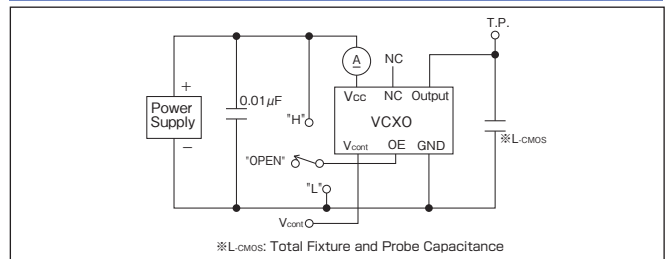 T.P.
A
NC
+
Power
Supply
−
0.01μF
"H"
Vcc
NC
Output
VCXO
Vcont
OE
GND
※L-CMOS
"OPEN"
"L"
Vcont
※L-CMOS: Total Fixture and Probe Capacitance